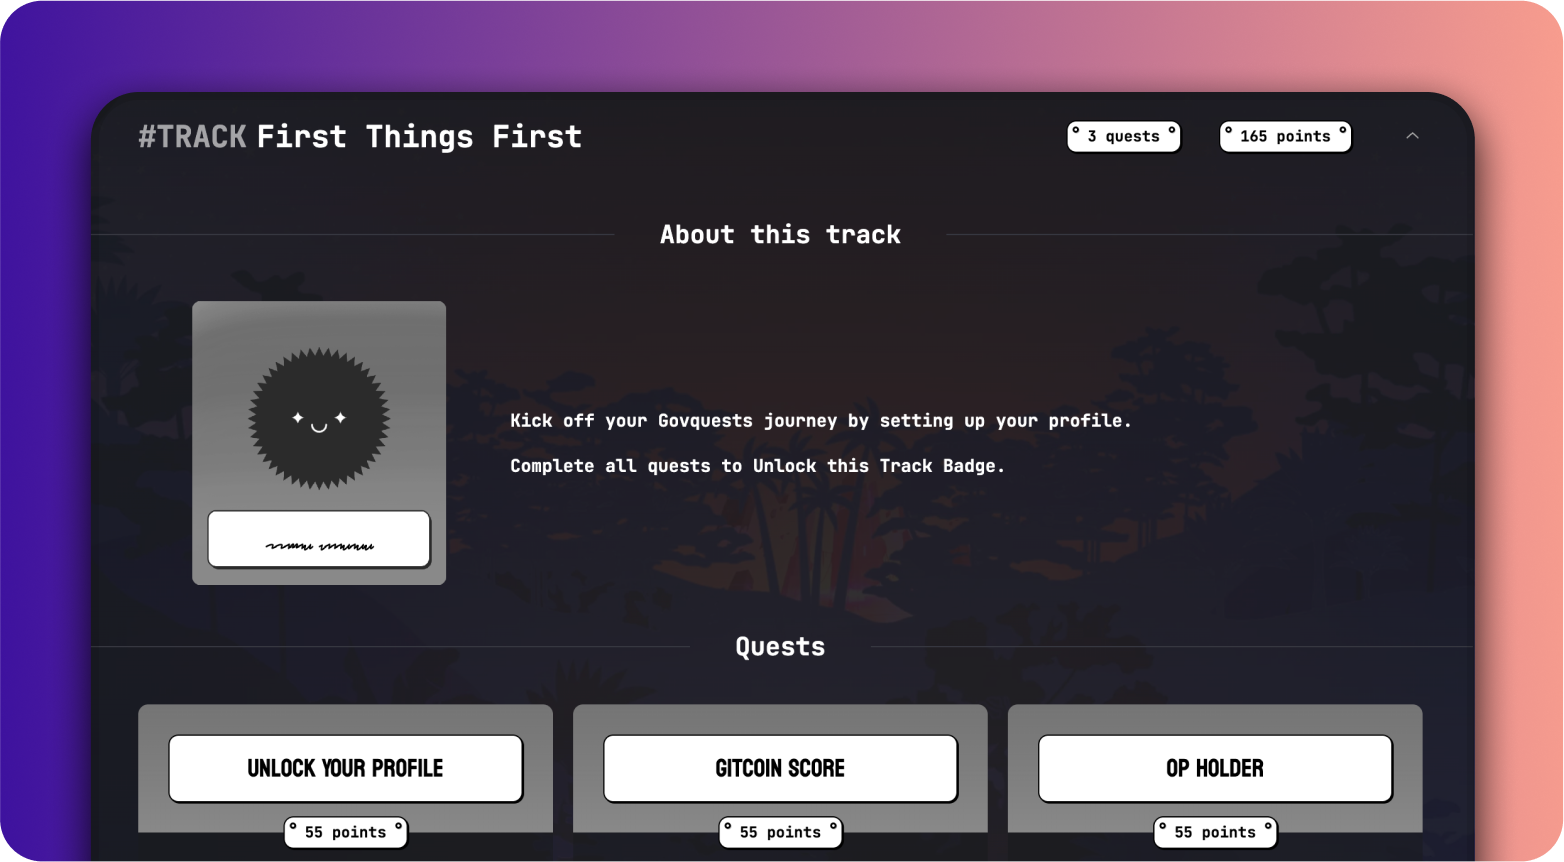 #TRACK First Things First
3 quests
165 points
About this track
Kick off your Govquests journey by setting up your profile.
Complete all quests to Unlock this Track Badge.
Quests
UNLOCK YOUR PROFILE
GITCOIN SCORE
OP HOLDER
55 points
55 points
55 points